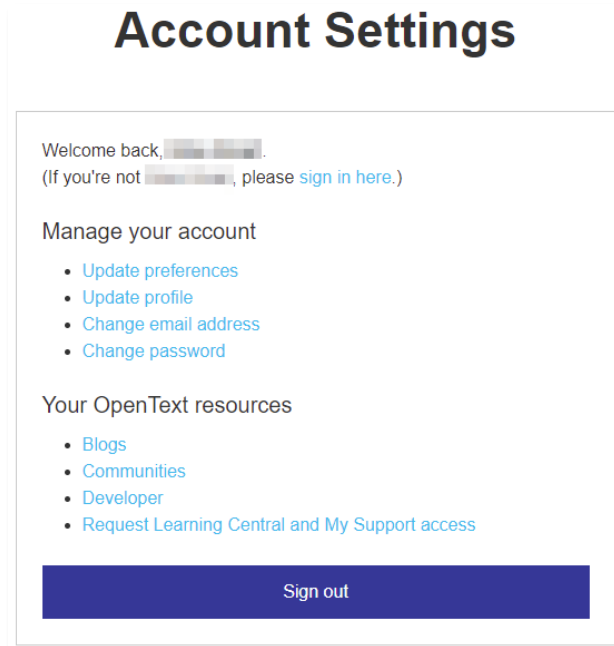 Account Settings
Welcome back, .
(If you're not , please sign in here.)
Manage your account
• Update preferences
• Update profile
• Change email address
• Change password
Your OpenText resources
• Blogs
• Communities
• Developer
• Request Learning Central and My Support access
Sign out